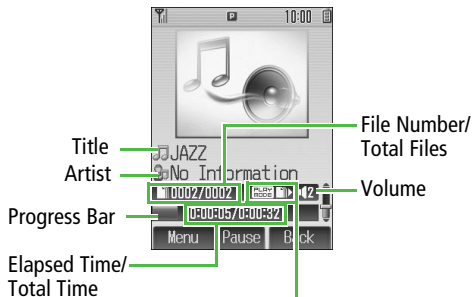 P 10:00
JAZZ
No Information
0002/0002 PLAY MODE 2
0:00:05/0:00:32
Menu Pause Back
Title
Artist
Progress Bar
Elapsed Time/
Total Time
File Number/
Total Files
Volume